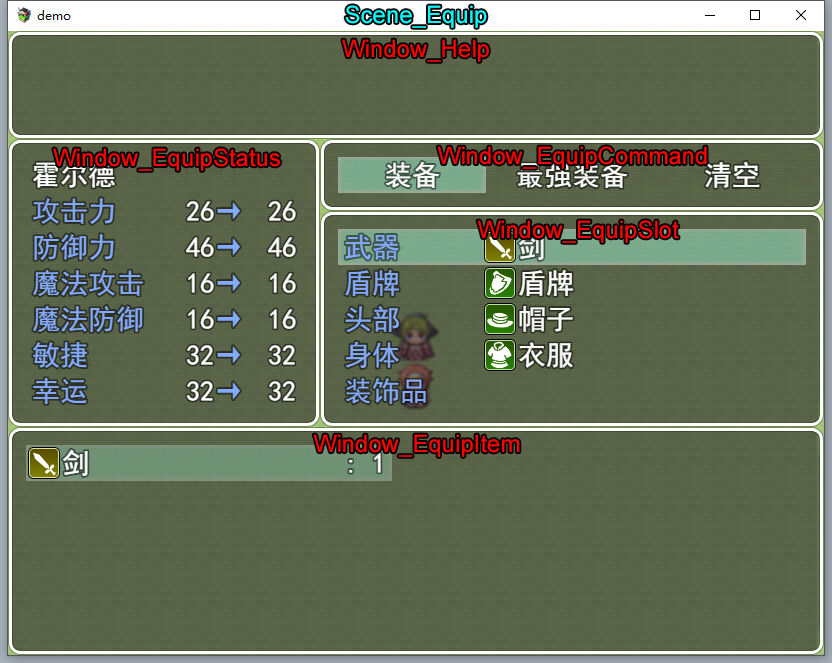 demo
Scene_Equip
Window_Help
Window_EquipStatus
霍尔德
攻击力 26→ 26
防御力 46→ 46
魔法攻击 16→ 16
魔法防御 16→ 16
敏捷 32→ 32
幸运 32→ 32
Window_EquipCommand
装备 最强装备 清空
Window_EquipSlot
武器 剑
盾牌 盾牌
头部 帽子
身体 衣服
装饰品
Window_EquipItem
剑 : 1